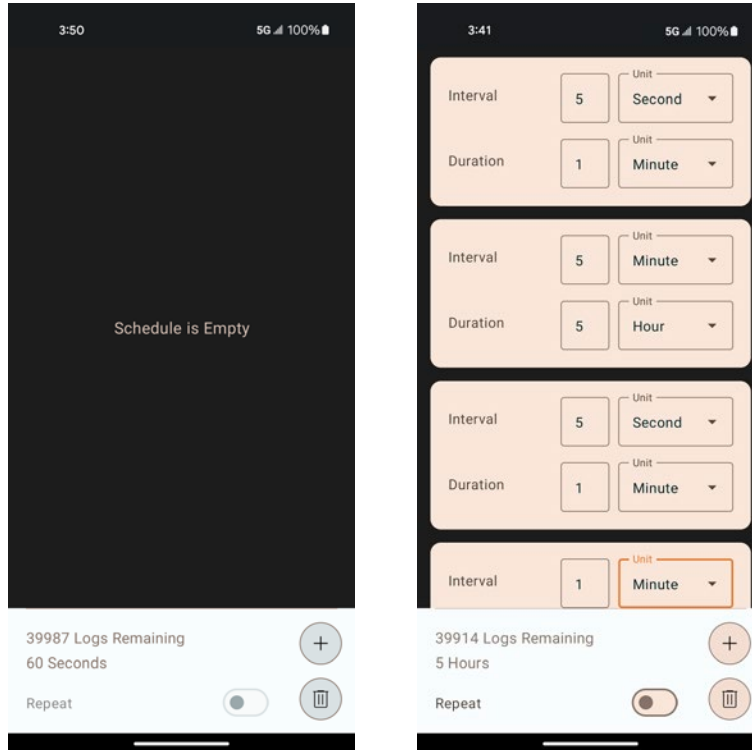 3:50
5G 100%
Schedule is Empty
39987 Logs Remaining
60 Seconds
Repeat
3:41
5G 100%
Unit
Interval 5 Second
Unit
Duration 1 Minute
Unit
Interval 5 Minute
Unit
Duration 5 Hour
Unit
Interval 5 Second
Unit
Duration 1 Minute
Unit
Interval 1 Minute
39914 Logs Remaining
5 Hours
Repeat